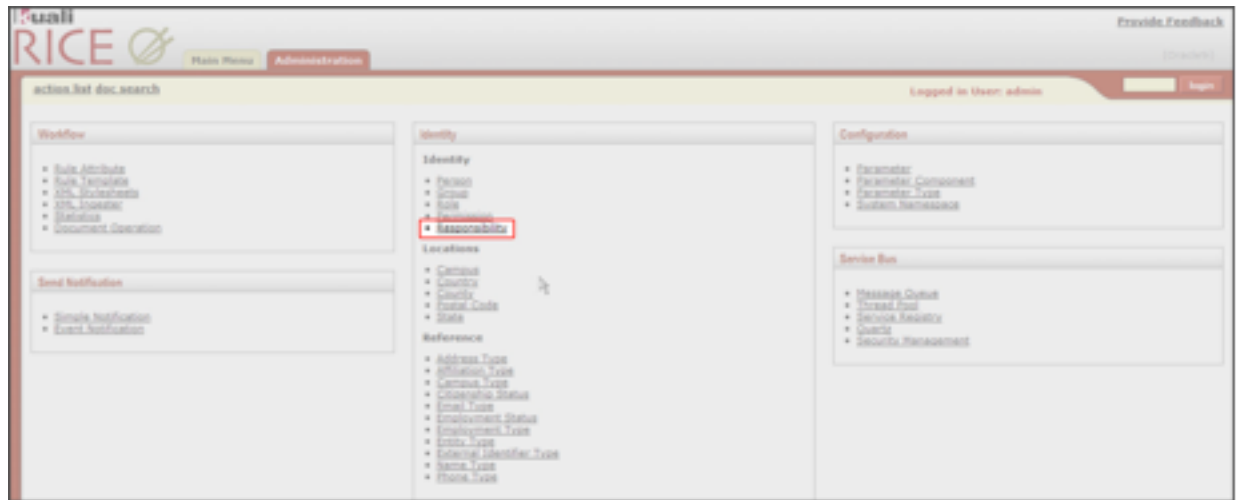 kuali
RICE
Provide Feedback
Main Menu
Administration
action list doc search
Logged in User: admin
login
Workflow
Rule Attribute
Rule Template
XML Stylesheets
XML Ingester
Statistics
Document Operation
Send Notification
Simple Notification
Event Notification
Identity
Identity
Person
Group
Role
Permission
Responsibility
Locations
Campus
Country
County
Postal Code
State
Reference
Address Type
Affiliation Type
Campus Type
Citizenship Status
Email Type
Employment Status
Employment Type
Entity Type
External Identifier Type
Name Type
Phone Type
Configuration
Parameter
Parameter Component
Parameter Type
System Namespace
Service Bus
Message Queue
Thread Pool
Service Registry
Quartz
Security Management